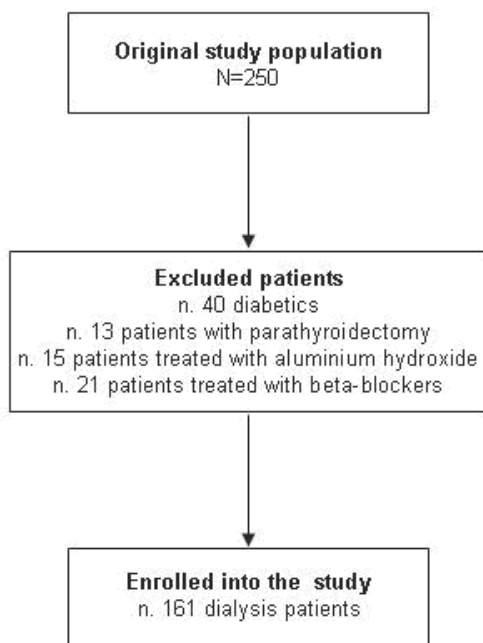 Original study population
N=250
Excluded patients
n. 40 diabetics
n. 13 patients with parathyroidectomy
n. 15 patients treated with aluminium hydroxide
n. 21 patients treated with beta-blockers
Enrolled into the study
n. 161 dialysis patients